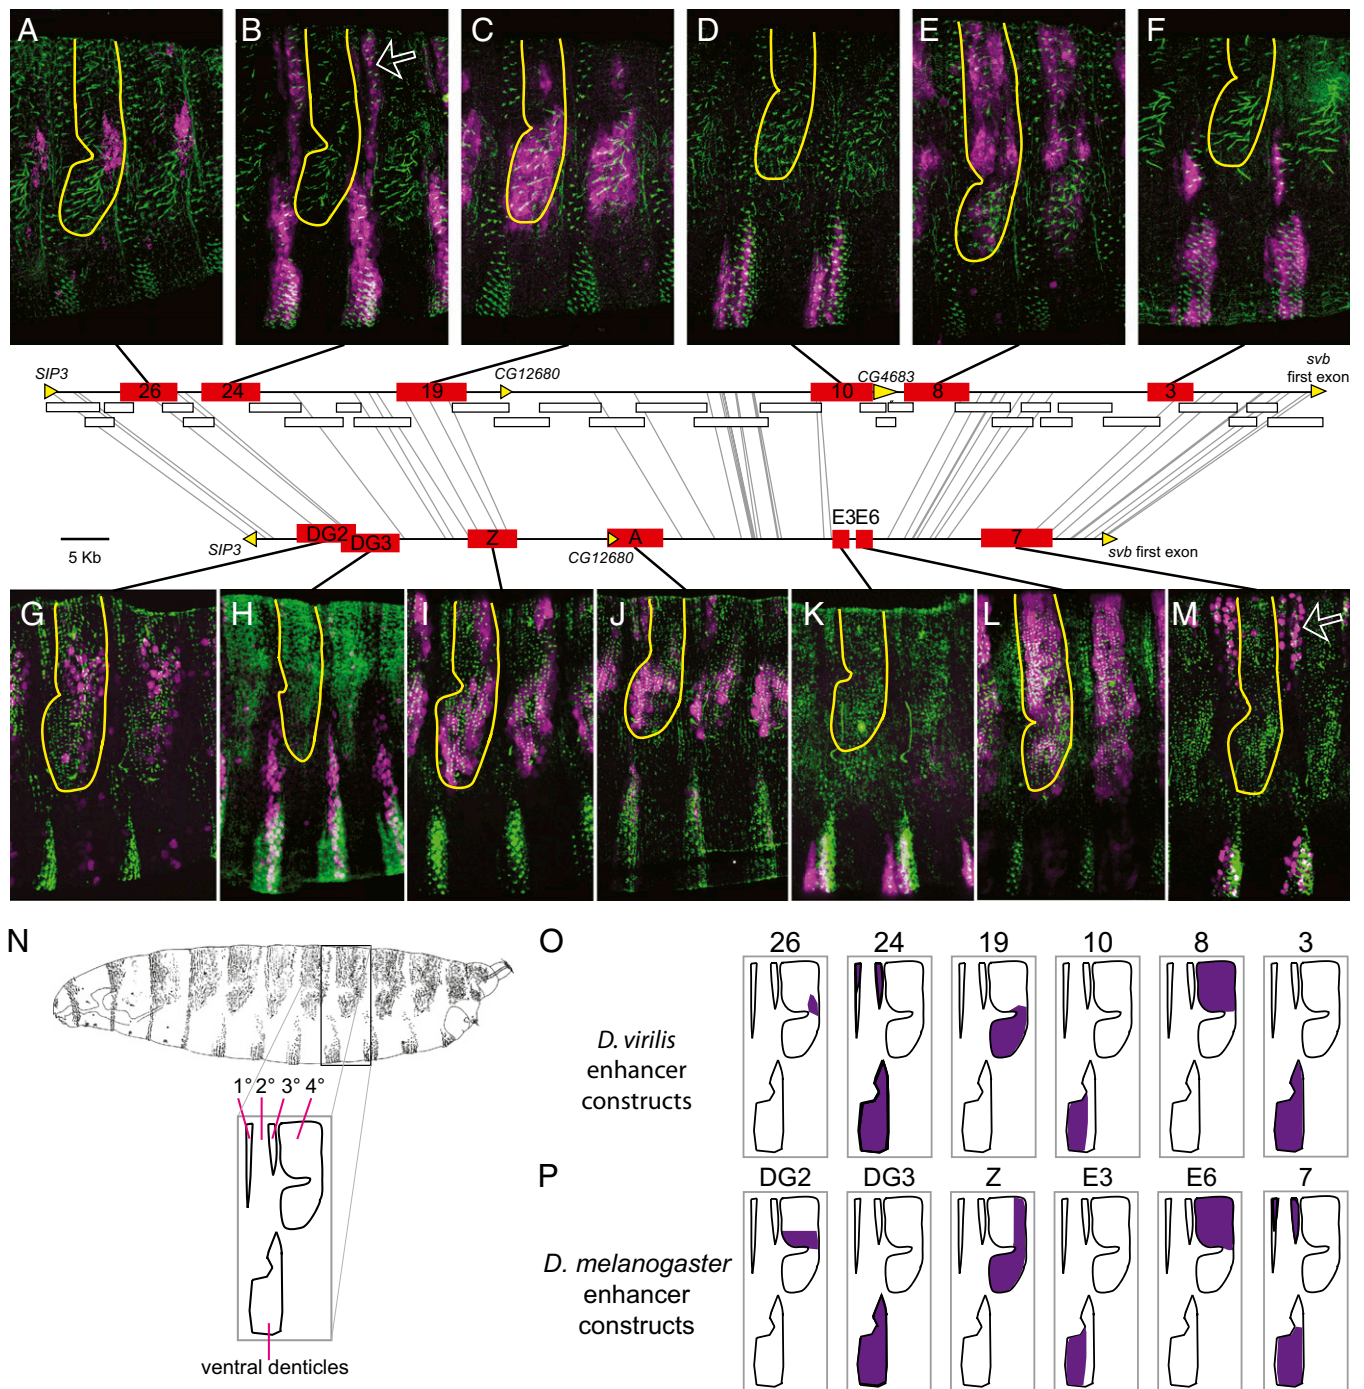 A B C D E F
SIP3 26 24 19 CG12680 10 CG4683 8 3 svb
first exon
DG2 DG3 Z A E3 E6 7
SIP3 CG12680 svb first exon
5 Kb
G H I J K L M
N
1° 2° 3° 4°
ventral denticles
O 26 24 19 10 8 3
D. virilis
enhancer
constructs
P DG2 DG3 Z E3 E6 7
D. melanogaster
enhancer
constructs